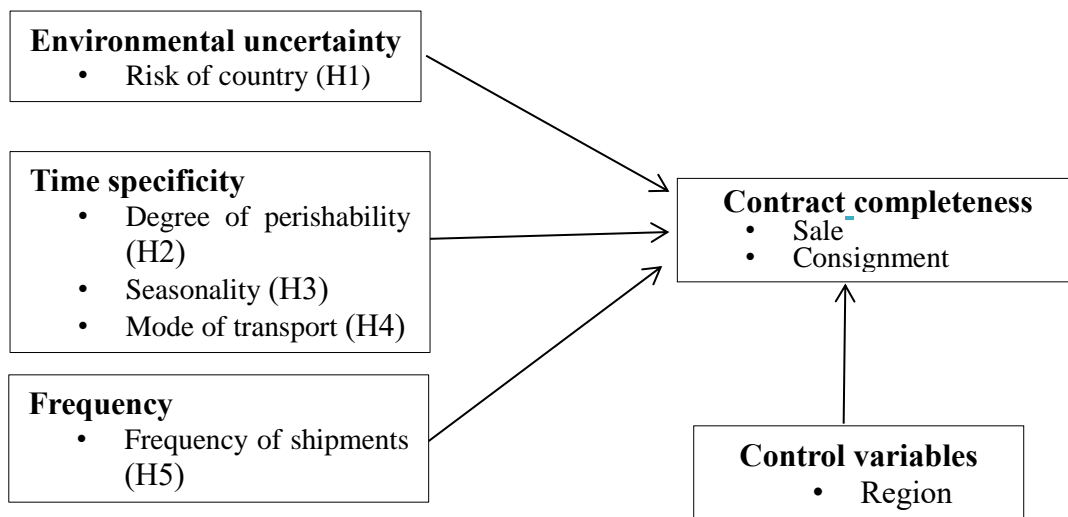 Environmental uncertainty
• Risk of country (H1)
Time specificity
• Degree of perishability
(H2)
• Seasonality (H3)
• Mode of transport (H4)
Frequency
• Frequency of shipments
(H5)
Contract completeness
• Sale
• Consignment
Control variables
• Region